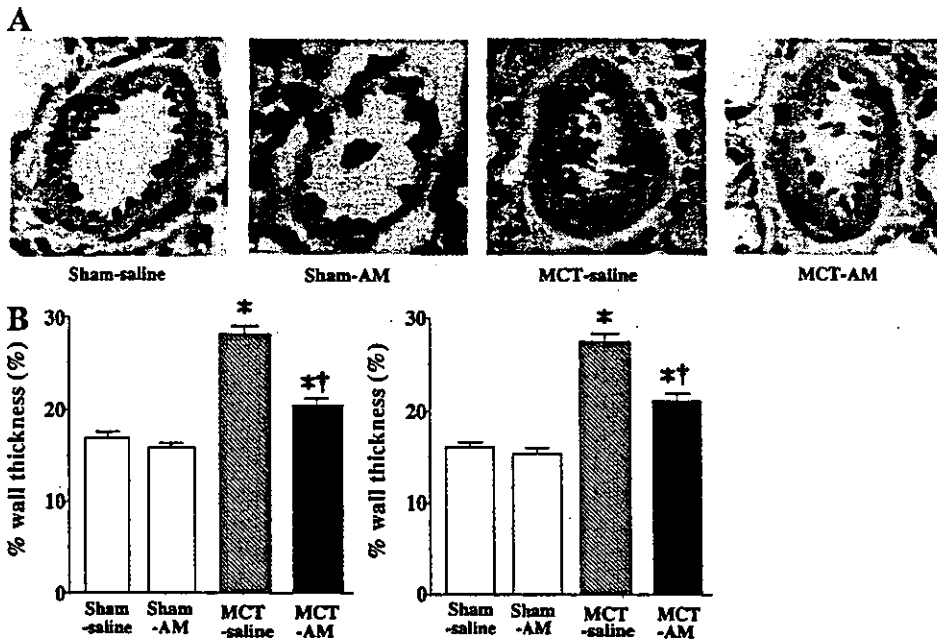 A
Sham-saline
Sham-AM
MCT-saline
MCT-AM
B
% wall thickness (%)
30
20
10
0
*
*†
Sham
-saline
Sham
-AM
MCT
-saline
MCT
-AM
% wall thickness (%)
30
20
10
0
*
*†
Sham
-saline
Sham
-AM
MCT
-saline
MCT
-AM